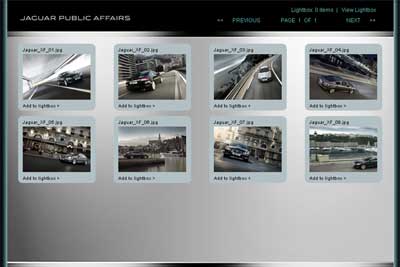 Lightbox: 0 items | View Lightbox
JAGUAR PUBLIC AFFAIRS
<< PREVIOUS PAGE 1 OF 1 NEXT >>
Jaguar_XF_01.jpg Jaguar_XF_02.jpg Jaguar_XF_03.jpg Jaguar_XF_04.jpg
Add to lightbox > Add to lightbox > Add to lightbox > Add to lightbox >
Jaguar_XF_05.jpg Jaguar_XF_06.jpg Jaguar_XF_07.jpg Jaguar_XF_08.jpg
Add to lightbox > Add to lightbox > Add to lightbox > Add to lightbox >